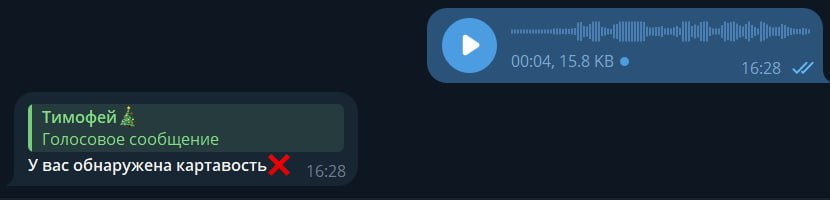 00:04, 15.8 KB
16:28
Тимофей🎄
Голосовое сообщение
У вас обнаружена картавость❌
16:28